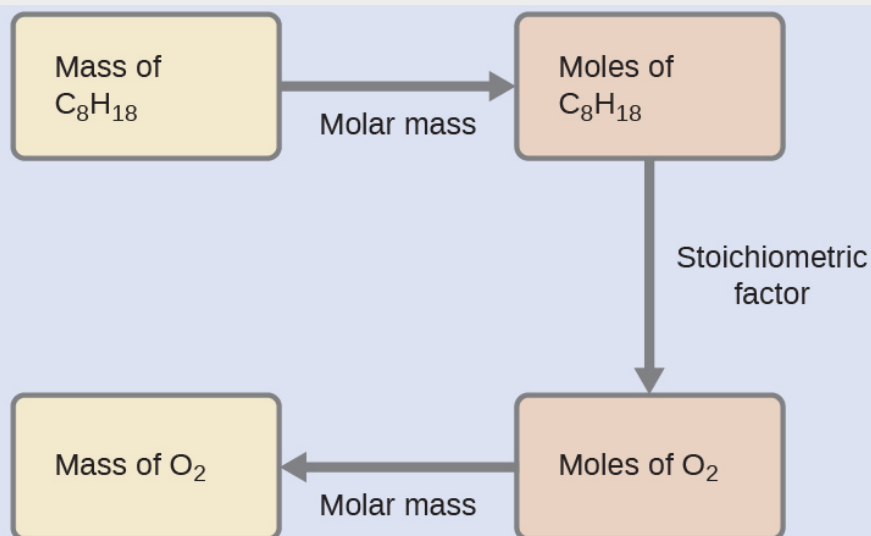 Mass of
C₈H₁₈
Molar mass
Moles of
C₈H₁₈
Stoichiometric
factor
Moles of O₂
Molar mass
Mass of O₂